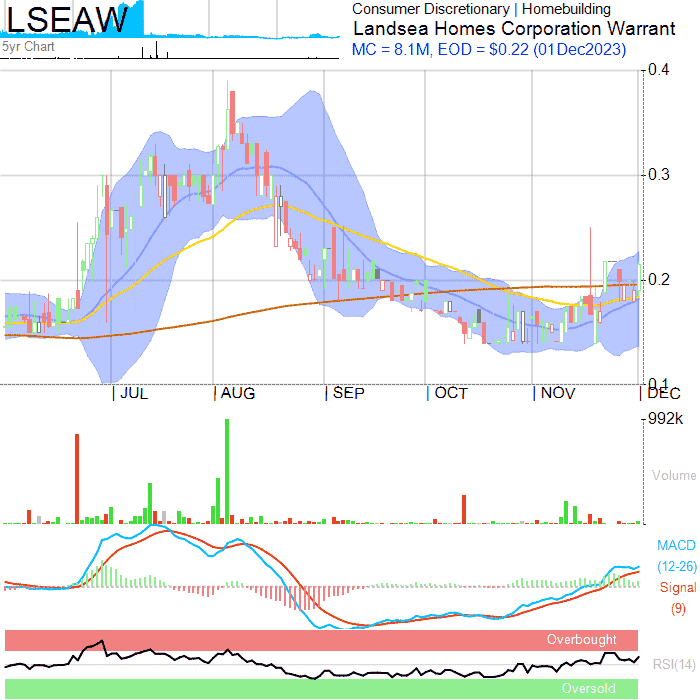 LSEAW
5yr Chart
Consumer Discretionary | Homebuilding
Landsea Homes Corporation Warrant
MC = 8.1M, EOD = $0.22 (01Dec2023)
0.4
0.3
0.2
0.1
| JUL | AUG | SEP | OCT | NOV | DEC
992k
Volume
MACD
(12-26)
Signal
(9)
Overbought
RSI(14)
Oversold